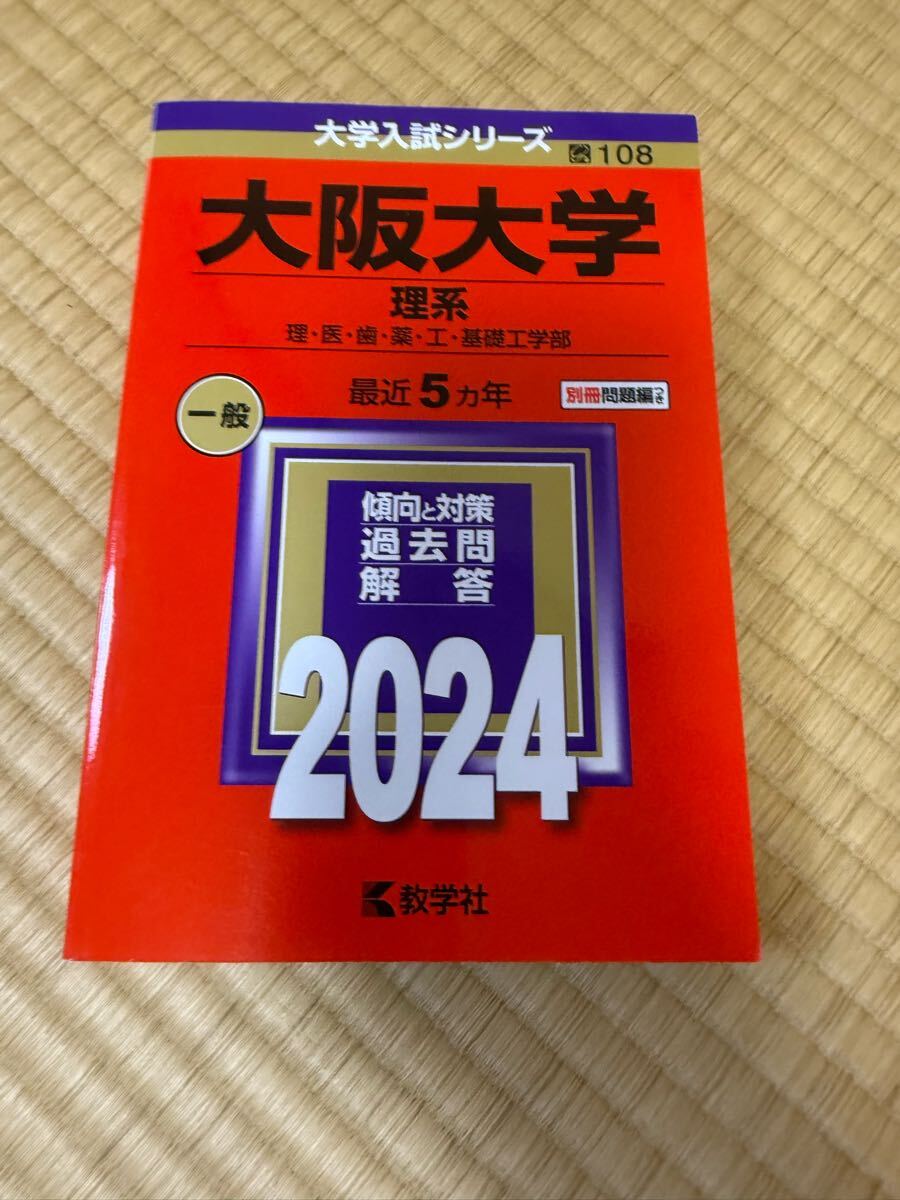 大学入試シリーズ
108
大阪大学
理系
理・医・歯・薬・工・基礎工学部
最近5カ年
別冊問題編つき
一般
傾向と対策
過去問
解答
2024
教学社